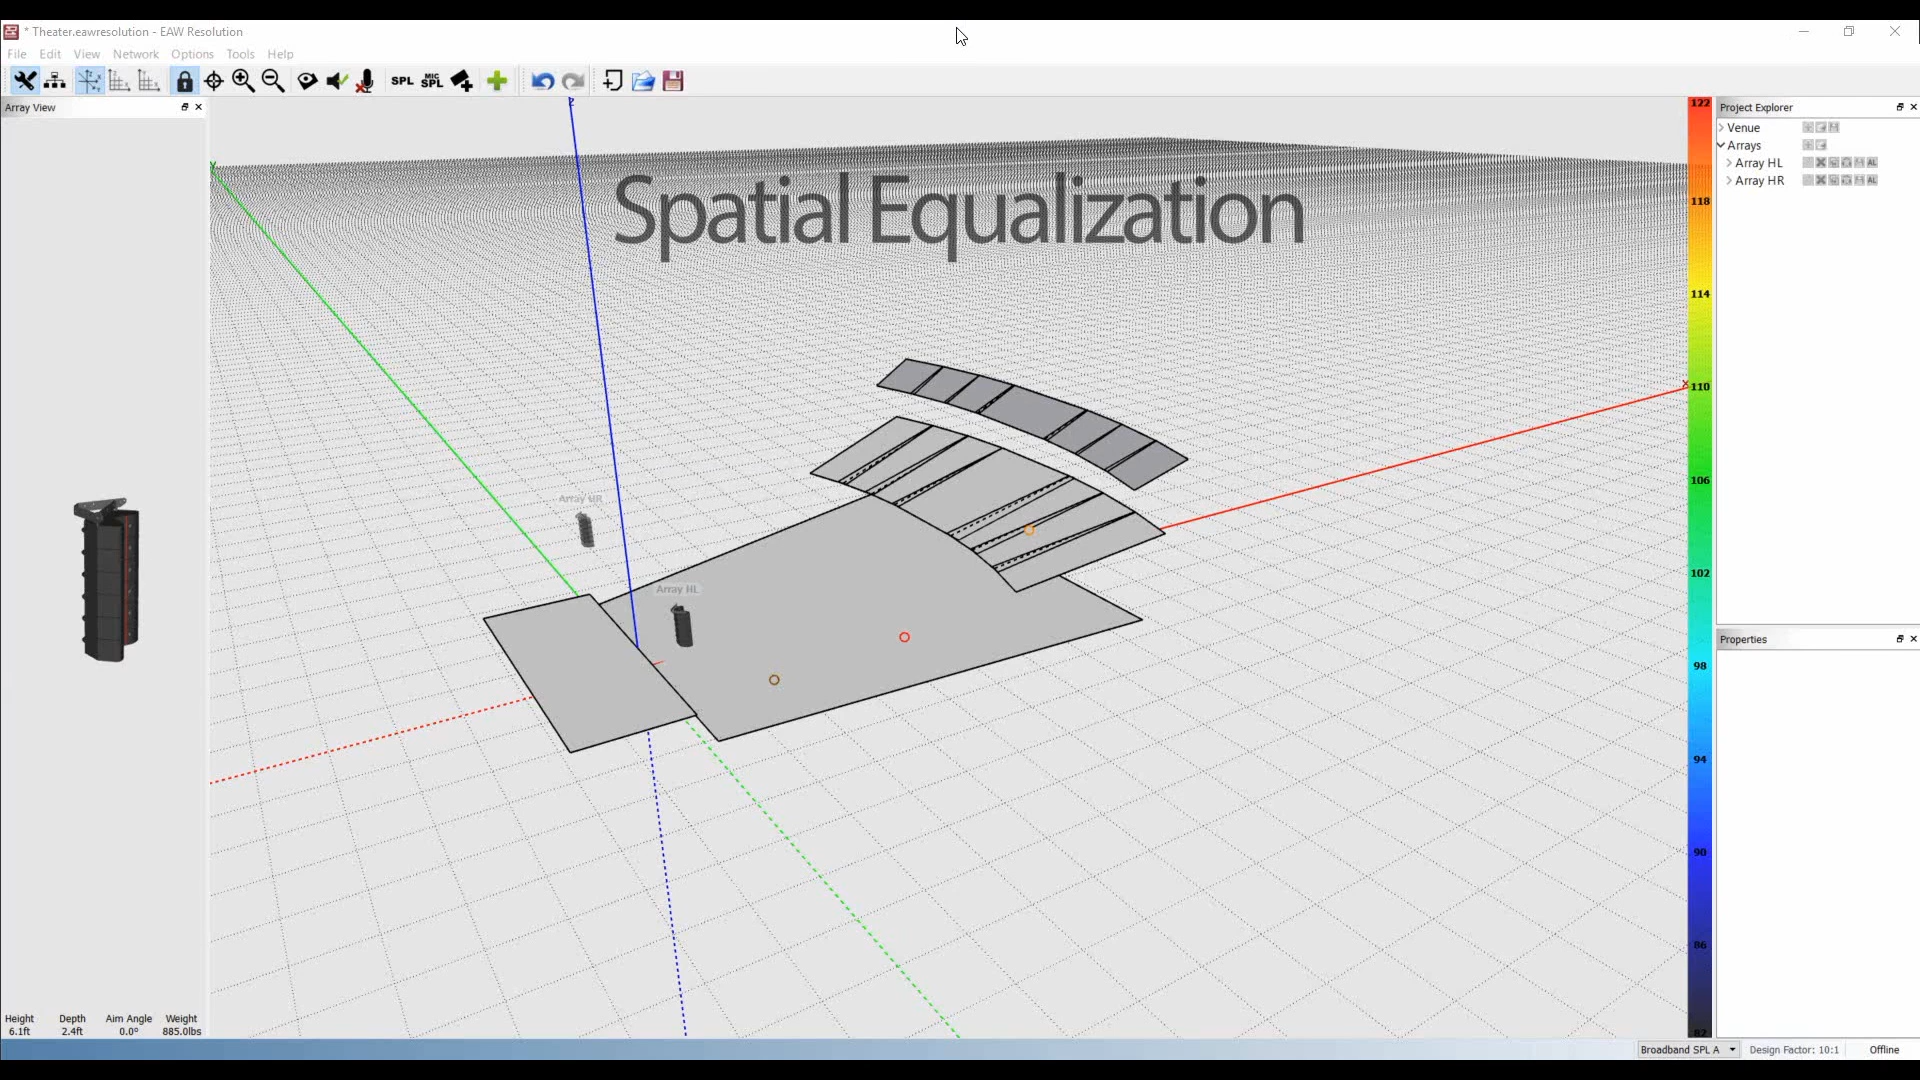 * Theater.eawresolution - EAW Resolution
File Edit View Network Options Tools Help
SPL
MIC SPL
Array View
Project Explorer
Venue
Arrays
Array HL
AL
Array HR
AL
Properties
Spatial Equalization
Array HR
Array HL
Z
Y
X
122
118
114
110
106
102
98
94
90
86
82
Height Depth Aim Angle Weight
6.1ft 2.4ft 0.0° 885.0lbs
Broadband SPL A Design Factor: 10:1 Offline